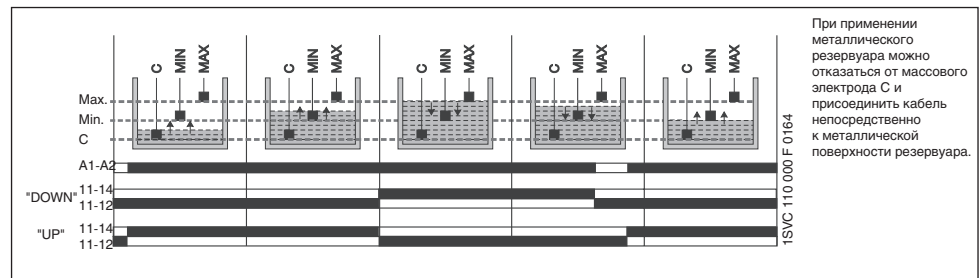 C MIN MAX C MIN MAX C MIN MAX C MIN MAX C MIN MAX
Max.
Min.
C
A1-A2
"DOWN" 11-14
11-12
"UP" 11-14
11-12
1SVC 110 000 F 0164
При применении
металлического
резервуара можно
отказаться от массового
электрода C и
присоединить кабель
непосредственно
к металлической
поверхности резервуара.